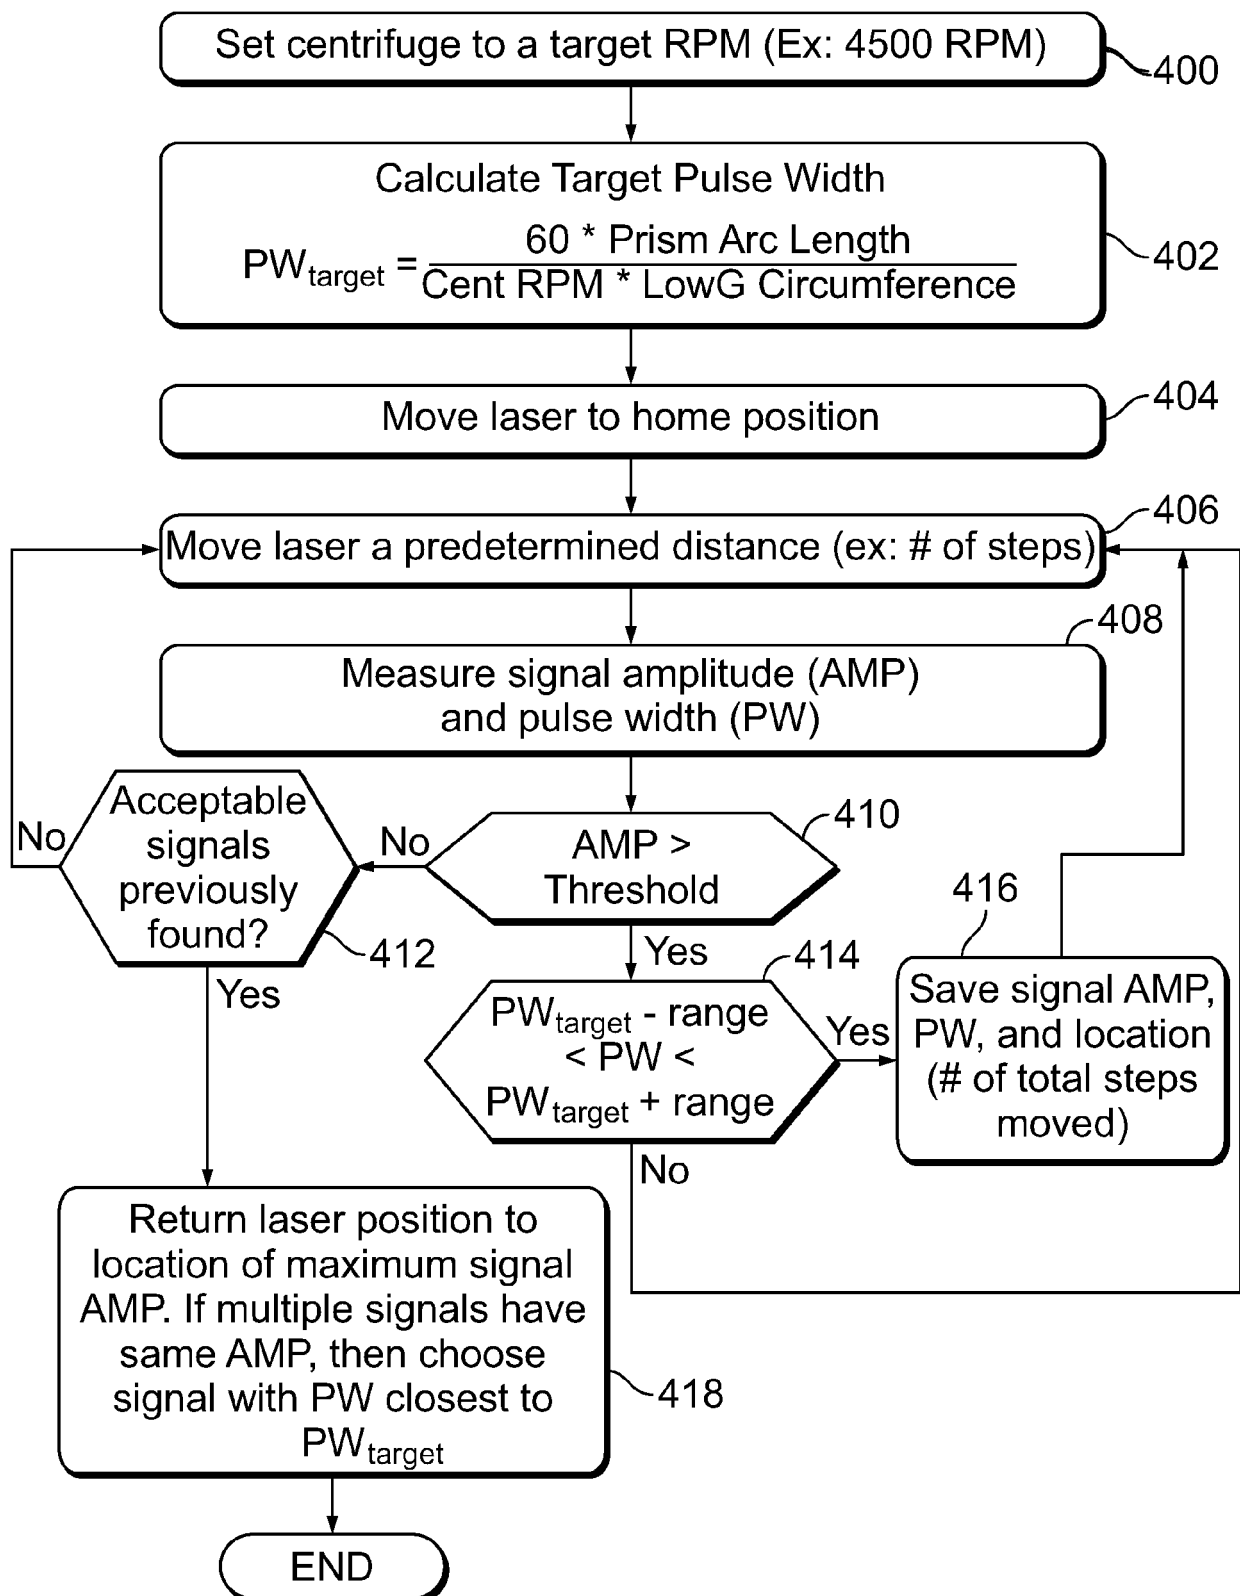 Set centrifuge to a target RPM (Ex: 4500 RPM)
400
Calculate Target Pulse Width
PWtarget = 60 * Prism Arc Length
Cent RPM * LowG Circumference
402
Move laser to home position
404
Move laser a predetermined distance (ex: # of steps)
406
Measure signal amplitude (AMP)
and pulse width (PW)
408
AMP >
Threshold
410
No
Yes
Acceptable
signals
previously
found?
412
No
Yes
PWtarget - range
< PW <
PWtarget + range
414
Yes
No
Save signal AMP,
PW, and location
(# of total steps
moved)
416
Return laser position to
location of maximum signal
AMP. If multiple signals have
same AMP, then choose
signal with PW closest to
PWtarget
418
END